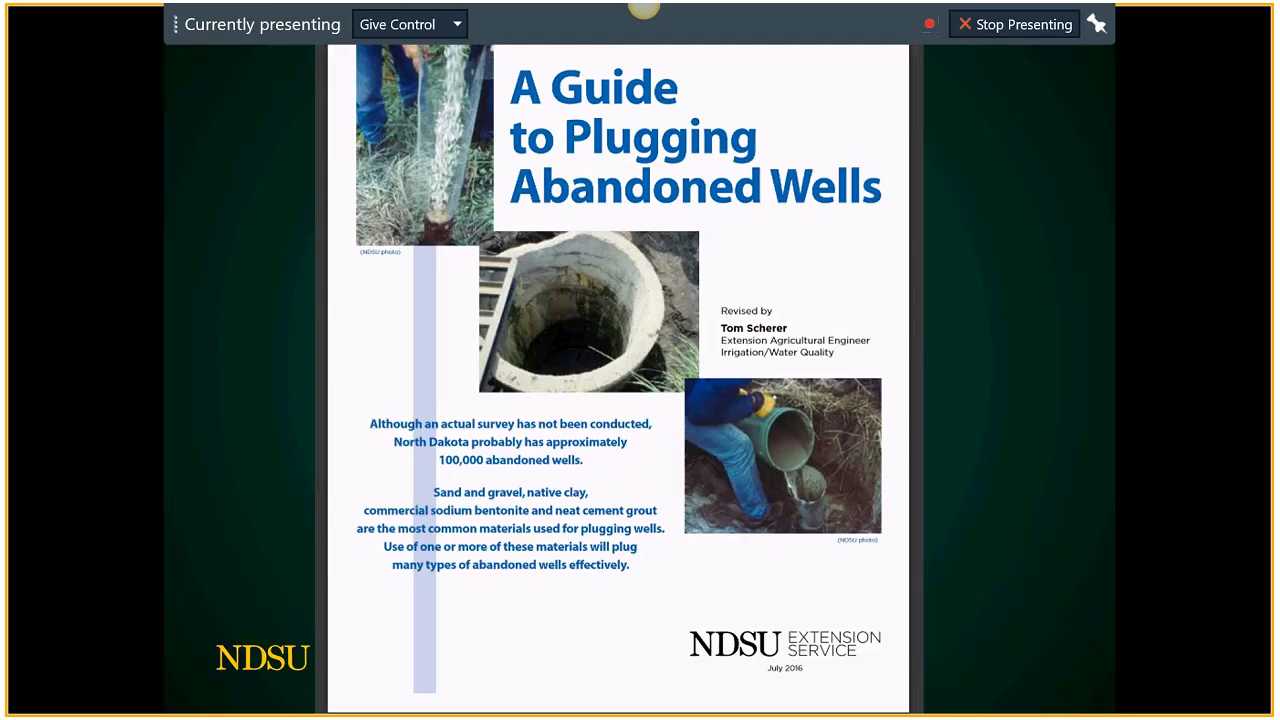 Currently presenting
Give Control
Stop Presenting
A Guide
to Plugging
Abandoned Wells
(NDSU photo)
Revised by
Tom Scherer
Extension Agricultural Engineer
Irrigation/Water Quality
Although an actual survey has not been conducted,
North Dakota probably has approximately
100,000 abandoned wells.
Sand and gravel, native clay,
commercial sodium bentonite and neat cement grout
are the most common materials used for plugging wells.
Use of one or more of these materials will plug
many types of abandoned wells effectively.
(NDSU photo)
NDSU EXTENSION
SERVICE
July 2016
NDSU